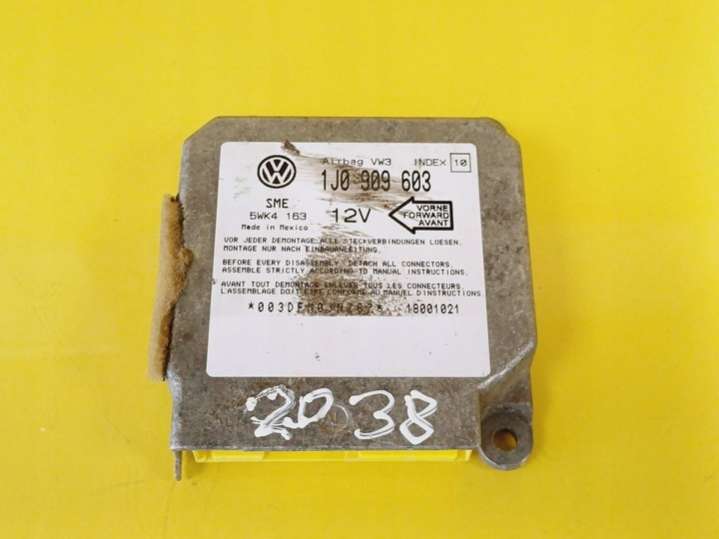 Airbag VW3 INDEX 10
1J0 909 603
SME
5WK4 163 12V
Made in Mexico
VORNE
FORWARD
AVANT
VOR JEDER DEMONTAGE ALLE STECKVERBINDUNGEN LOESEN.
MONTAGE NUR NACH EINBAUANLEITUNG.
BEFORE EVERY DISASSEMBLY DETACH ALL CONNECTORS.
ASSEMBLE STRICTLY ACCORDING TO MANUAL INSTRUCTIONS.
AVANT TOUT DEMONTAGE ENLEVER TOUS LES CONNECTEURS.
L'ASSEMBLAGE DOIT ETRE CONFORME AU MANUEL D'INSTRUCTIONS.
18001021
2038